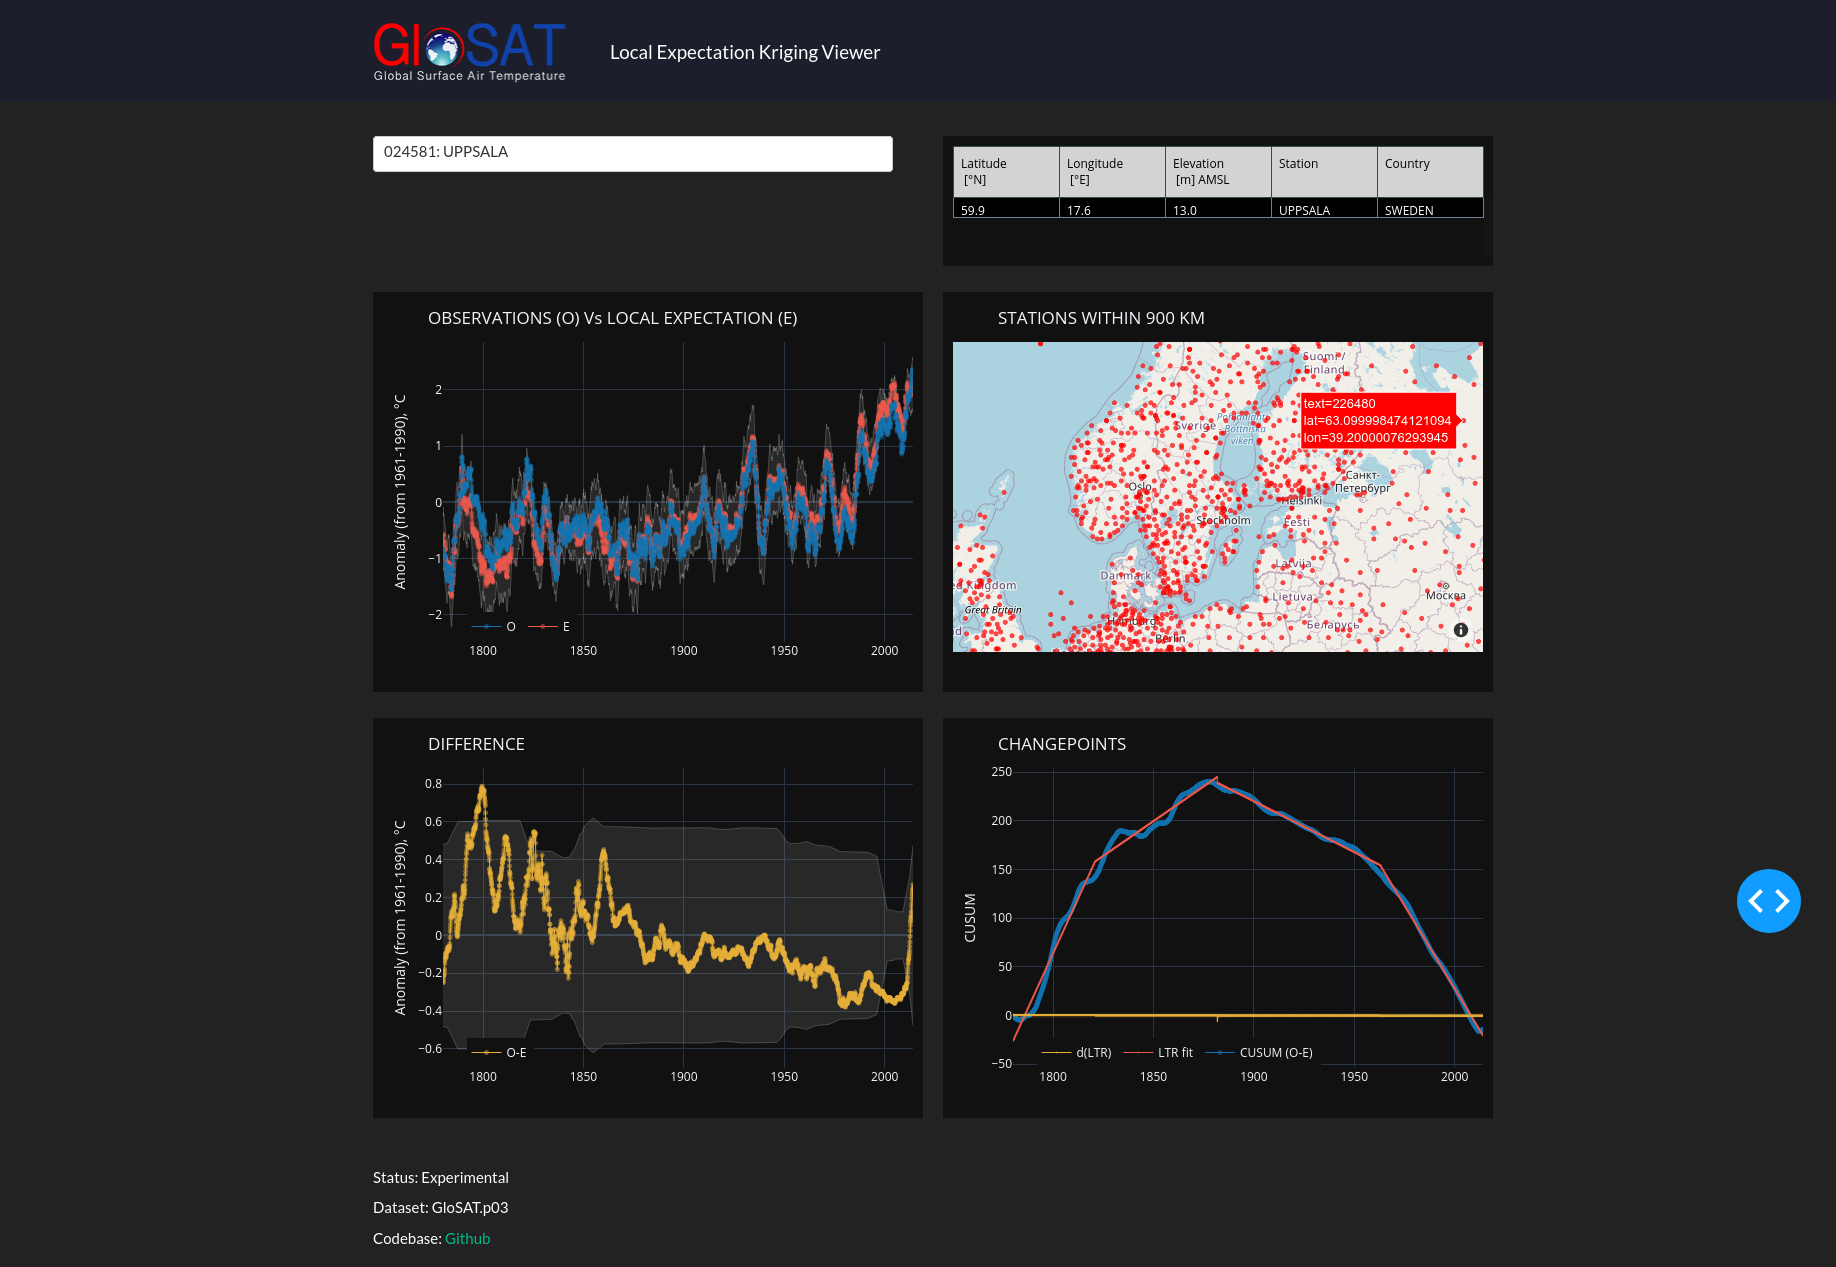 GloSAT
Global Surface Air Temperature
Local Expectation Kriging Viewer
024581: UPPSALA
Latitude [°N] Longitude [°E] Elevation [m] AMSL Station Country
59.9 17.6 13.0 UPPSALA SWEDEN
OBSERVATIONS (O) Vs LOCAL EXPECTATION (E)
Anomaly (from 1961-1990), °C
2
1
0
−1
−2
O E
1800 1850 1900 1950 2000
STATIONS WITHIN 900 KM
Suomi /
Finland
text=226480
lat=63.099998474121094
lon=39.20000076293945
Sverige
Bottniska
viken
Санкт-
Петербург
Oslo
Helsinki
Stockholm
Eesti
Latvija
Danmark
ed Kingdom
Lietuva
Москва
Great Britain
Hamburg
Беларусь
nd
Berlin
DIFFERENCE
Anomaly (from 1961-1990), °C
0.8
0.6
0.4
0.2
0
−0.2
−0.4
−0.6
O-E
1800 1850 1900 1950 2000
CHANGEPOINTS
CUSUM
250
200
150
100
50
0
−50
d(LTR) LTR fit CUSUM (O-E)
1800 1850 1900 1950 2000
Status: Experimental
Dataset: GloSAT.p03
Codebase: Github